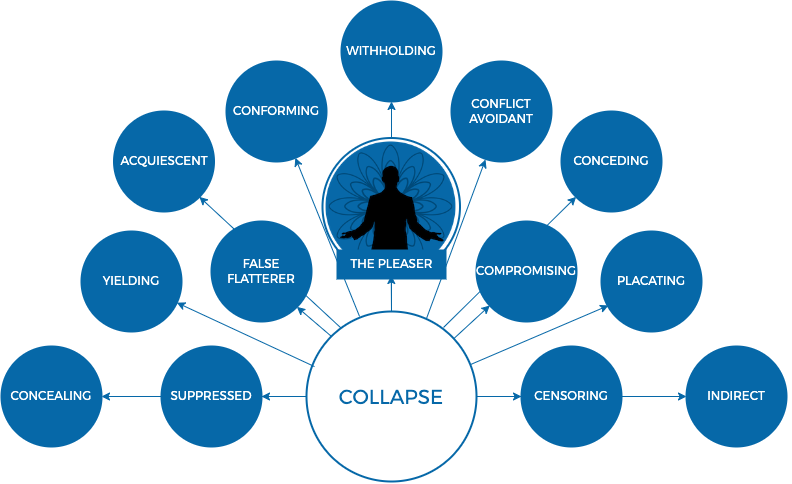 WITHHOLDING
CONFORMING
CONFLICT
AVOIDANT
ACQUIESCENT
CONCEDING
THE PLEASER
FALSE
FLATTERER
COMPROMISING
YIELDING
PLACATING
CONCEALING
SUPPRESSED
COLLAPSE
CENSORING
INDIRECT